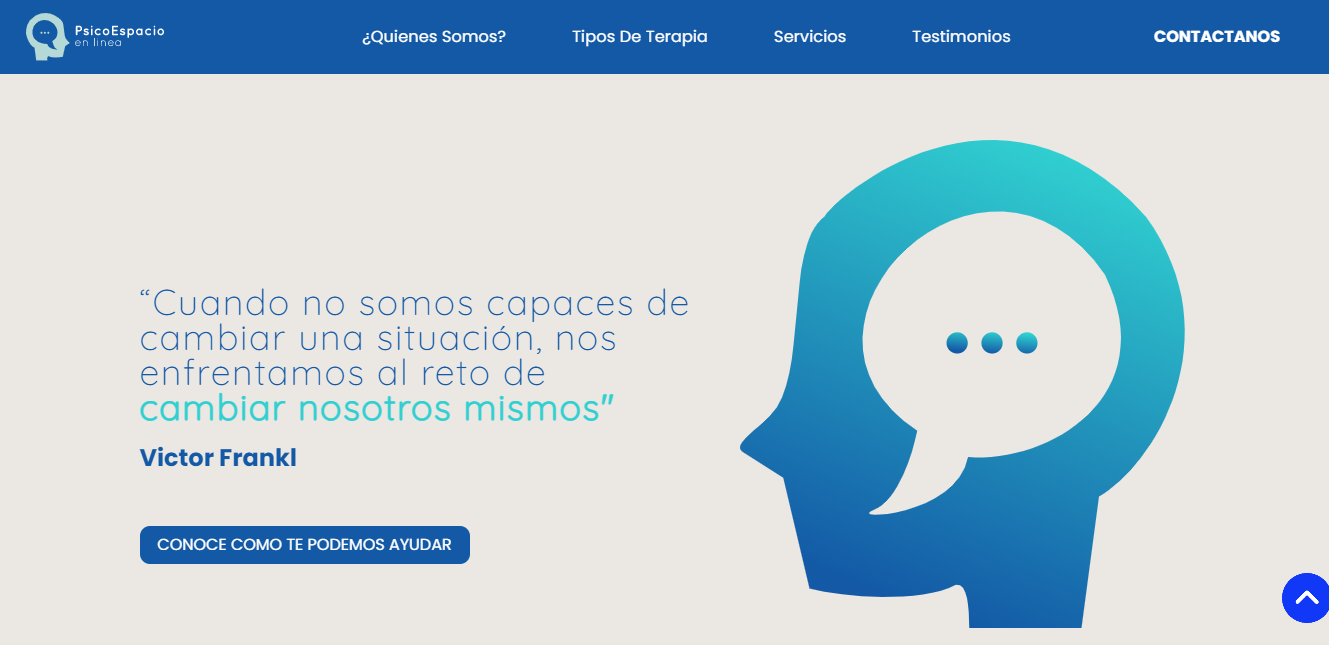 PsicoEspacio
en linea
¿Quienes Somos?
Tipos De Terapia
Servicios
Testimonios
CONTACTANOS
“Cuando no somos capaces de
cambiar una situación, nos
enfrentamos al reto de
cambiar nosotros mismos"
Victor Frankl
CONOCE COMO TE PODEMOS AYUDAR